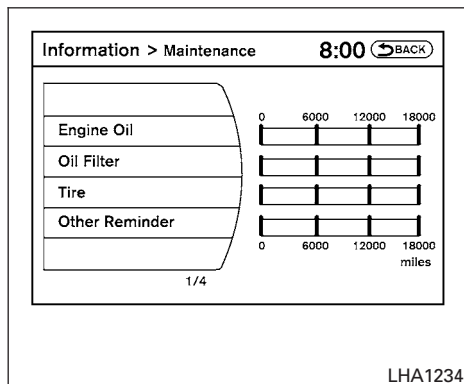 Information > Maintenance 8:00 BACK
0 6000 12000 18000
Engine Oil
Oil Filter
Tire
Other Reminder
0 6000 12000 18000
miles
1/4
LHA1234